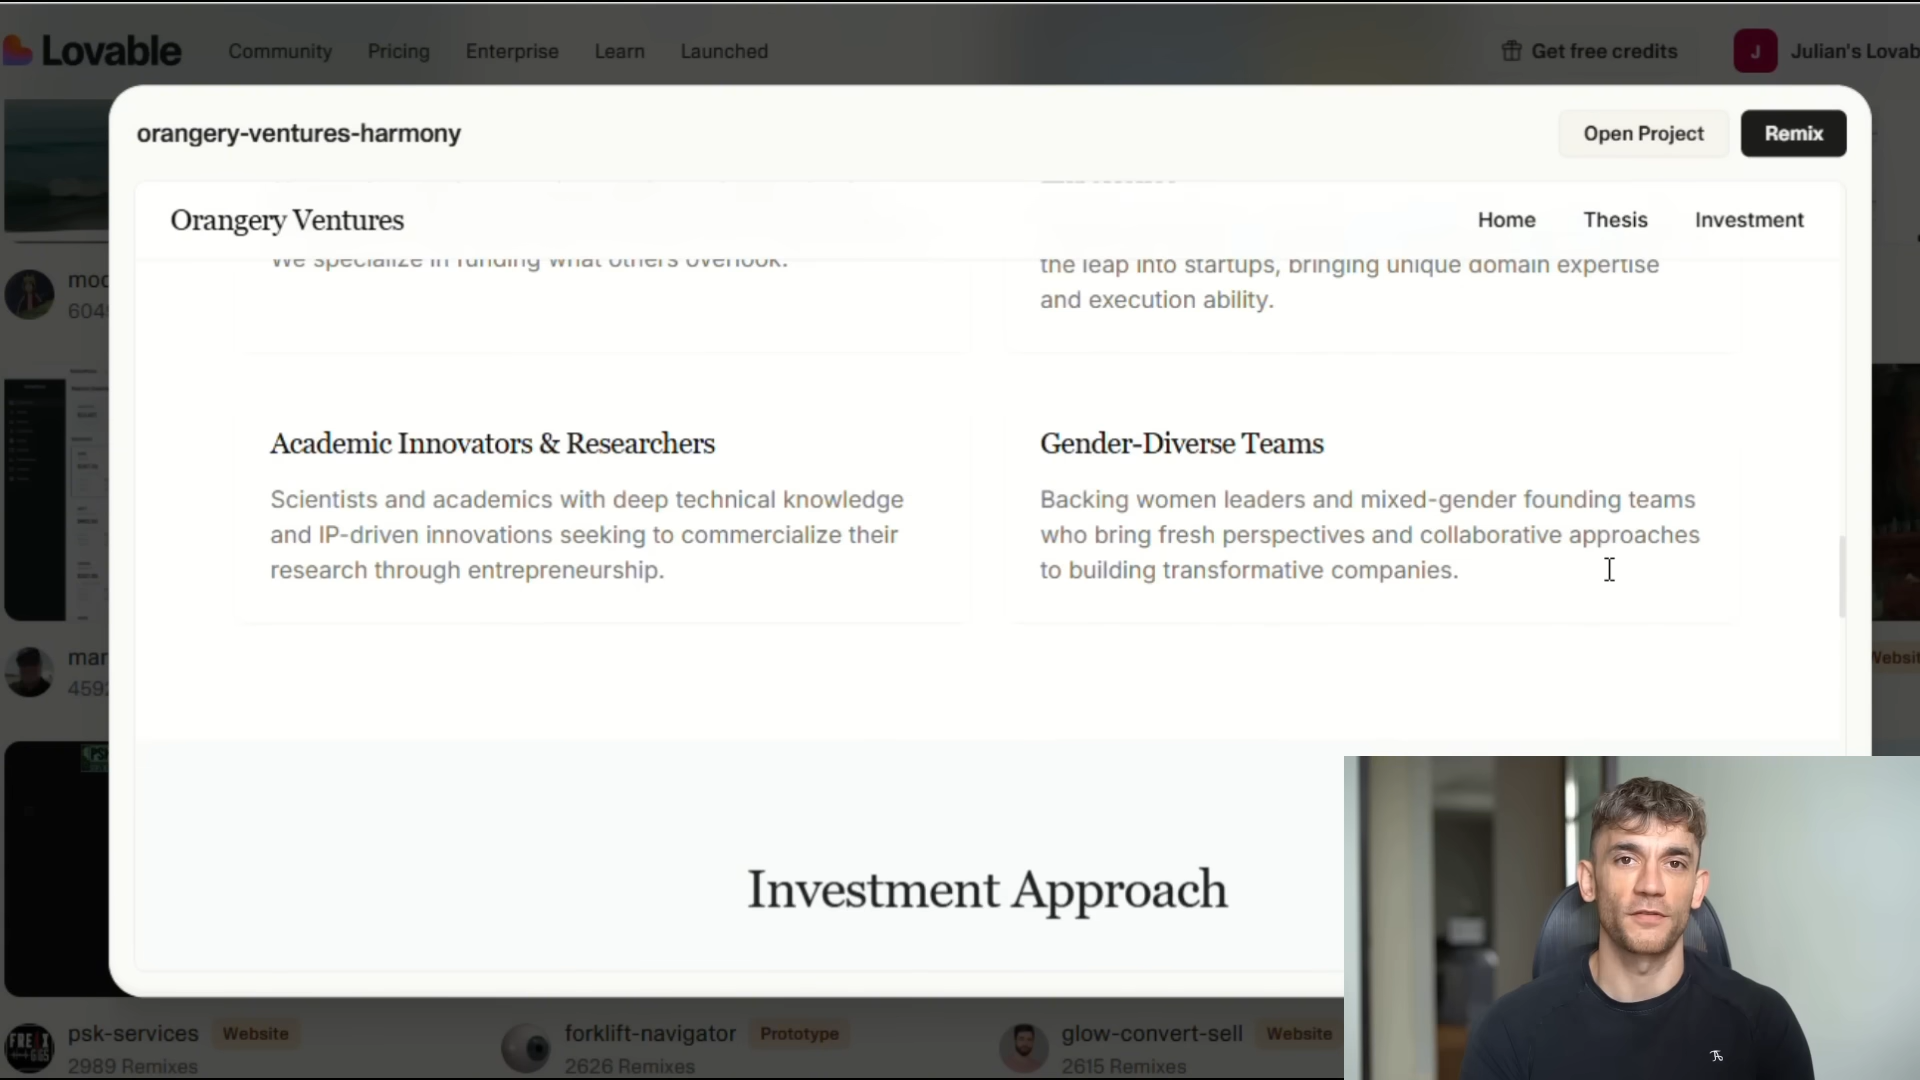 Lovable
Community Pricing Enterprise Learn Launched
Get free credits
J
Julian's Lovab
orangery-ventures-harmony
Open Project
Remix
Orangery Ventures
Home Thesis Investment
We specialize in funding what others overlook.
the leap into startups, bringing unique domain expertise
and execution ability.
Academic Innovators & Researchers
Scientists and academics with deep technical knowledge
and IP-driven innovations seeking to commercialize their
research through entrepreneurship.
Gender-Diverse Teams
Backing women leaders and mixed-gender founding teams
who bring fresh perspectives and collaborative approaches
to building transformative companies.
Investment Approach
moc
604
mar
459
Websit
psk-services Website
2989 Remixes
forklift-navigator Prototype
2626 Remixes
glow-convert-sell Website
2615 Remixes